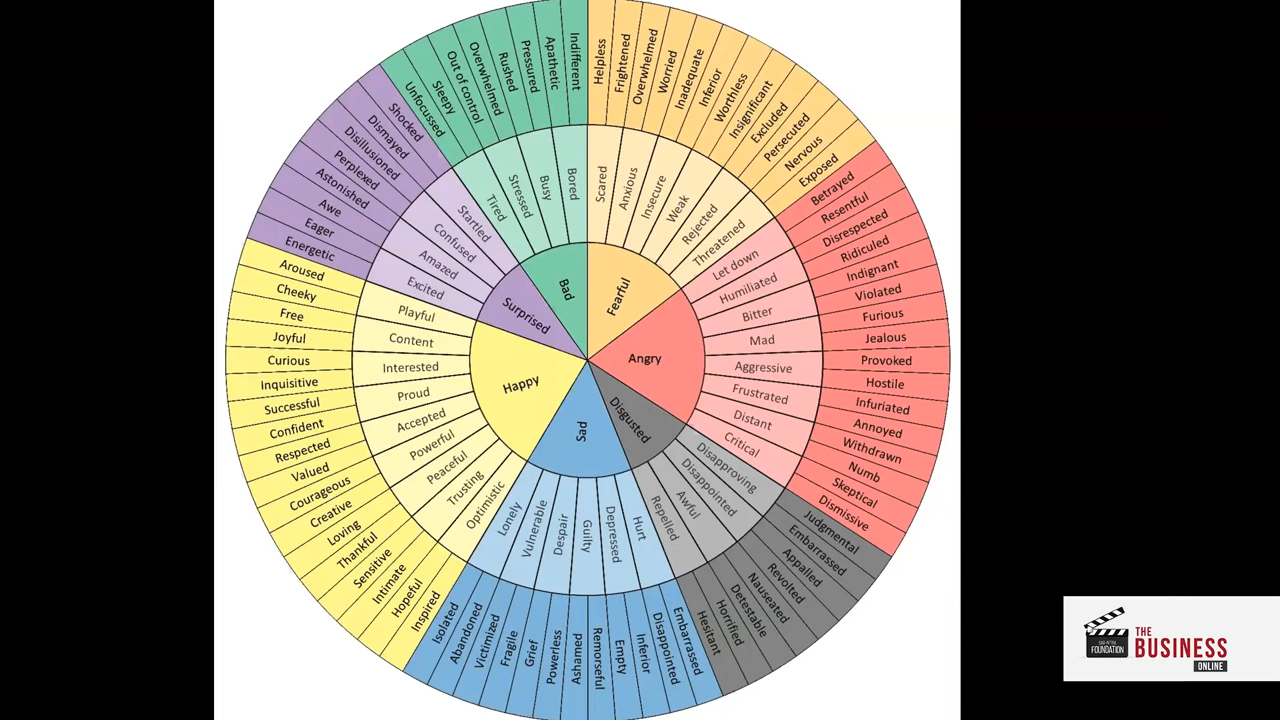 Fearful
Angry
Disgusted
Sad
Happy
Surprised
Bad
Scared
Anxious
Insecure
Weak
Rejected
Threatened
Let down
Humiliated
Bitter
Mad
Aggressive
Frustrated
Distant
Critical
Disapproving
Disappointed
Awful
Repelled
Hurt
Depressed
Guilty
Despair
Vulnerable
Lonely
Optimistic
Trusting
Peaceful
Powerful
Accepted
Proud
Interested
Content
Playful
Excited
Amazed
Confused
Startled
Tired
Stressed
Busy
Bored
Helpless
Frightened
Overwhelmed
Worried
Inadequate
Inferior
Worthless
Insignificant
Excluded
Persecuted
Nervous
Exposed
Betrayed
Resentful
Disrespected
Ridiculed
Indignant
Violated
Furious
Jealous
Provoked
Hostile
Infuriated
Annoyed
Withdrawn
Numb
Skeptical
Dismissive
Judgmental
Embarrassed
Appalled
Revolted
Nauseated
Detestable
Horrified
Hesitant
Embarrassed
Disappointed
Inferior
Empty
Remorseful
Ashamed
Powerless
Grief
Fragile
Victimized
Abandoned
Isolated
Inspired
Hopeful
Intimate
Sensitive
Thankful
Loving
Creative
Courageous
Valued
Respected
Confident
Successful
Inquisitive
Curious
Joyful
Free
Cheeky
Aroused
Energetic
Eager
Awe
Astonished
Perplexed
Disillusioned
Dismayed
Shocked
Unfocussed
Sleepy
Out of control
Overwhelmed
Rushed
Pressured
Apathetic
Indifferent
SAG-AFTRA
FOUNDATION
THE
BUSINESS
ONLINE